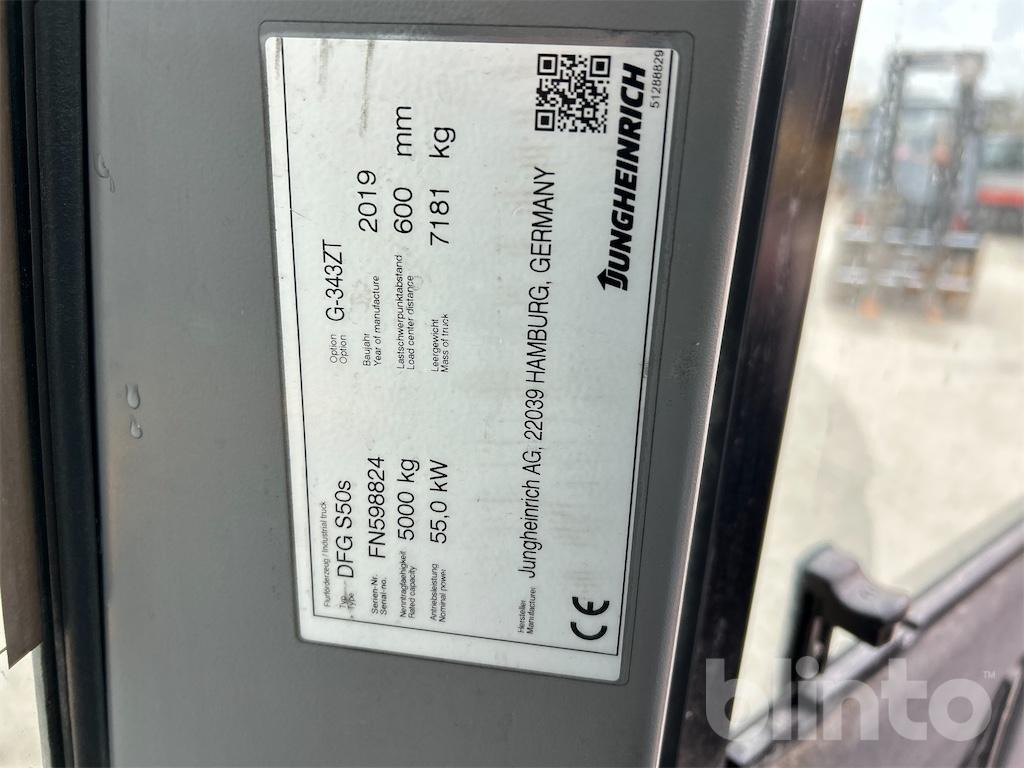 Flurförderzeug / Industrial truck
Typ
Type
DFG S50s
Option
Option
G-343ZT
Serien-Nr.
Serial-no.
FN598824
Baujahr
Year of manufacture
2019
Nenntragfaehigkeit
Rated capacity
5000 kg
Lastschwerpunktabstand
Load center distance
600 mm
Antriebsleistung
Nominal power
55,0 kW
Leergewicht
Mass of truck
7181 kg
Hersteller
Manufacturer
Jungheinrich AG, 22039 HAMBURG, GERMANY
CE
JUNGHEINRICH
51288829
blinto™